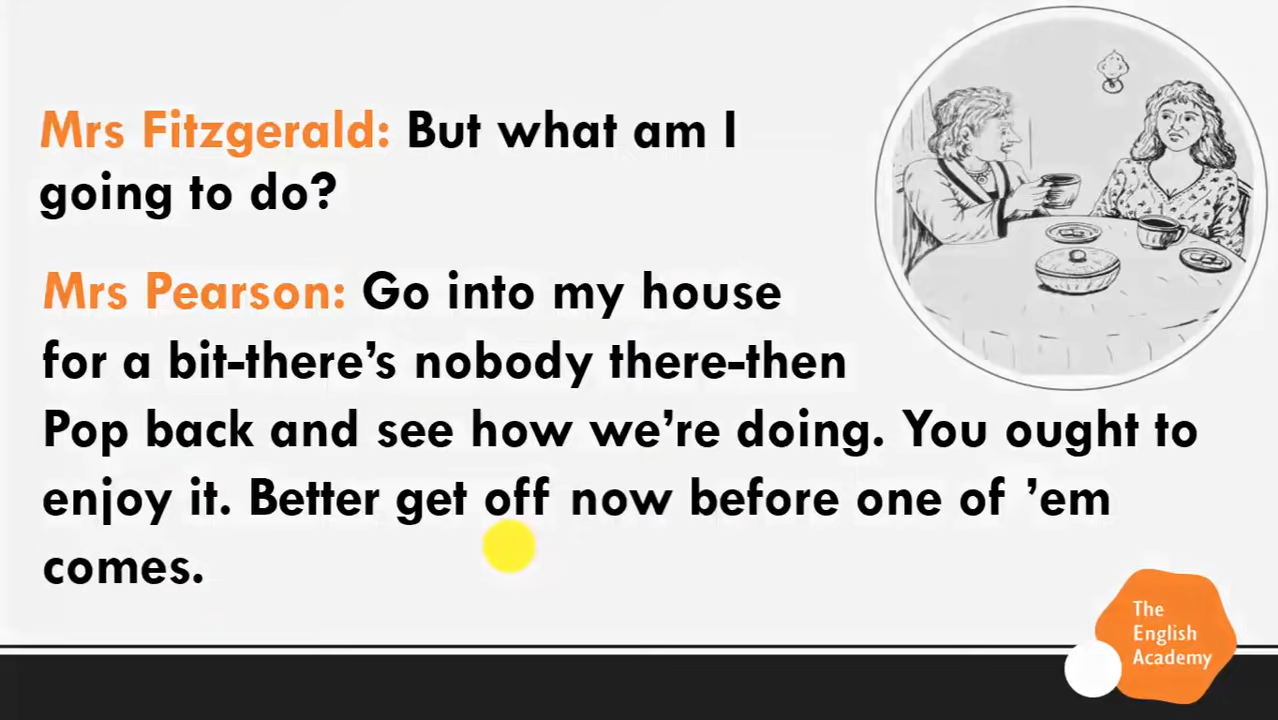 Mrs Fitzgerald: But what am I
going to do?
Mrs Pearson: Go into my house
for a bit-there’s nobody there-then
Pop back and see how we’re doing. You ought to
enjoy it. Better get off now before one of ’em
comes.
The
English
Academy